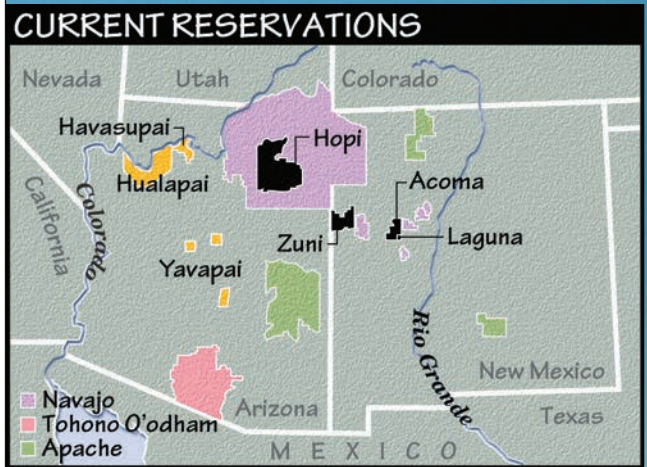 CURRENT RESERVATIONS
Nevada
Utah
Colorado
Havasupai
Hopi
Hualapai
Acoma
California
Colorado
Zuni
Laguna
Yavapai
Rio Grande
New Mexico
Navajo
Tohono O'odham
Arizona
Texas
Apache
MEXICO